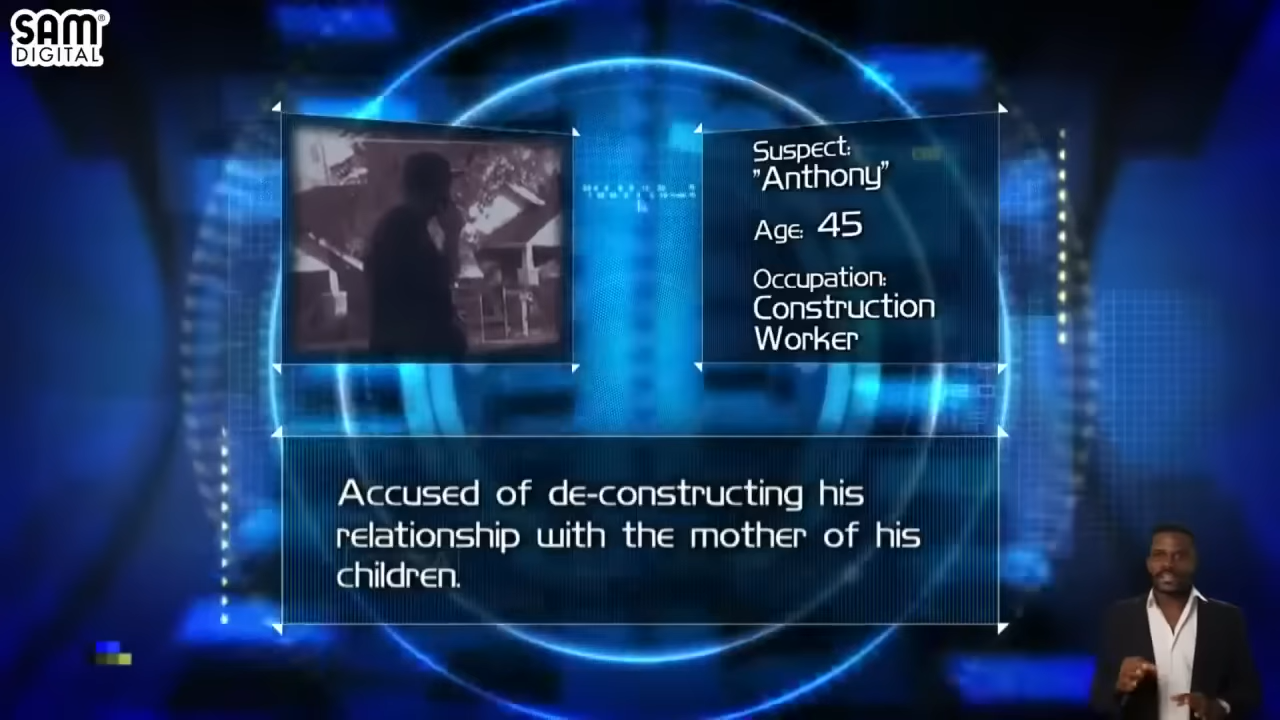 SAM®
DIGITAL
Suspect:
"Anthony"
Age: 45
Occupation:
Construction
Worker
Accused of de-constructing his
relationship with the mother of his
children.